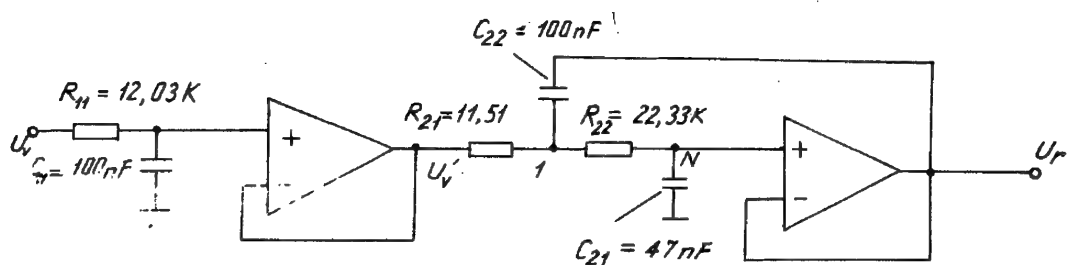 C22 = 100nF
R11 = 12,03K
R21=11,51
R22 = 22,33K
+
+
Uv
Uv'
1
N
Ur
C11 = 100nF
-
C21 = 47nF